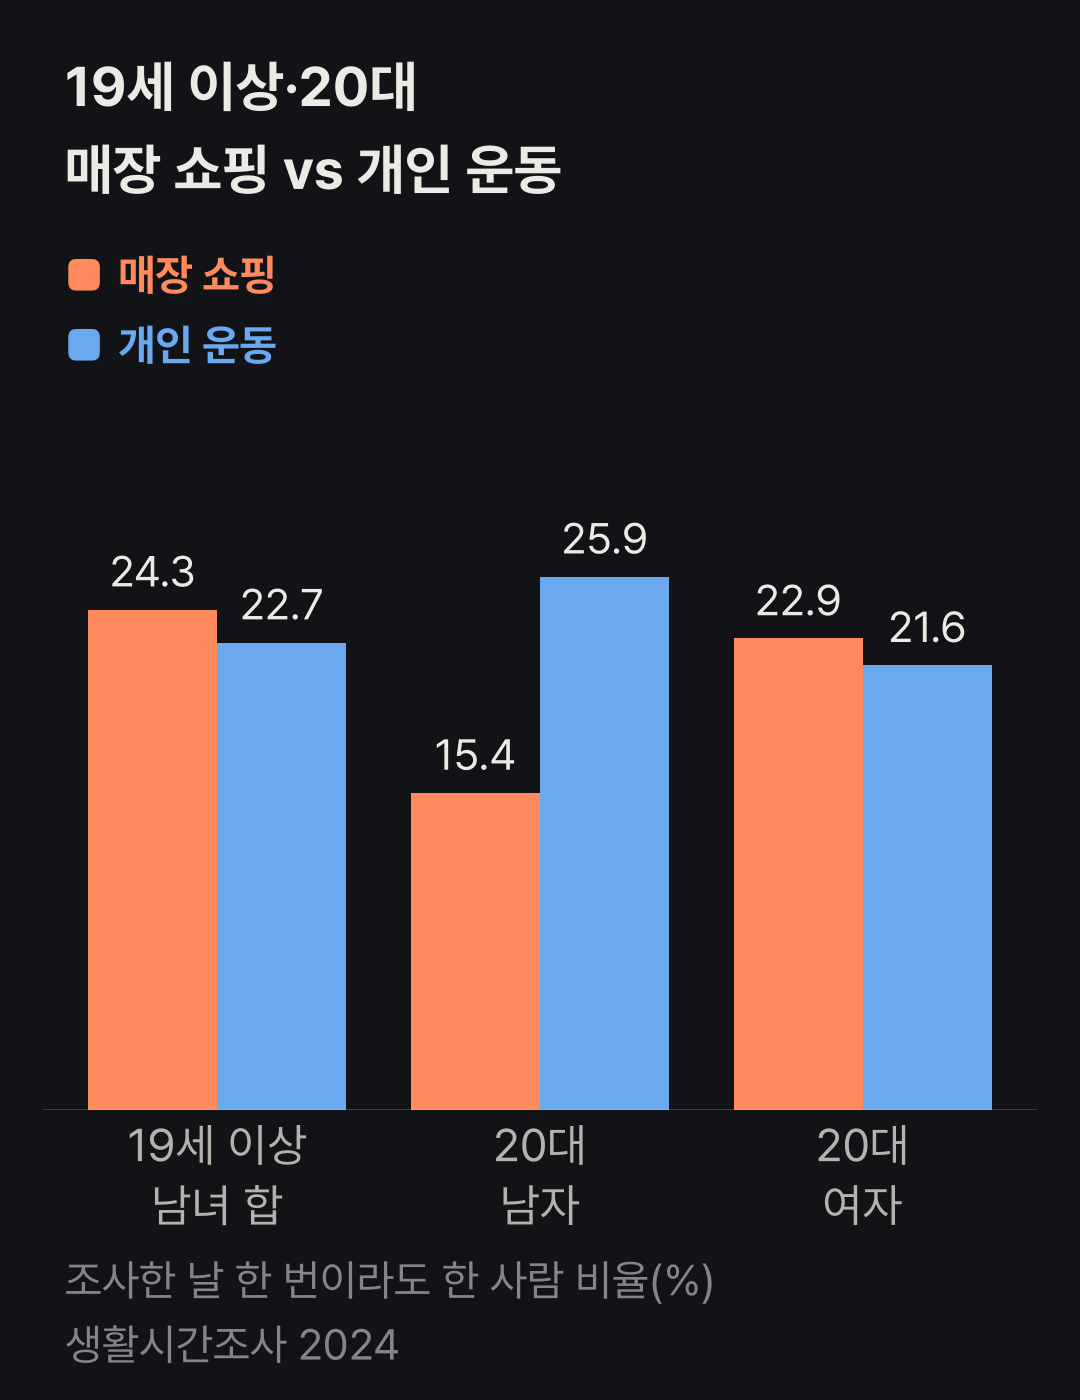 19세 이상·20대
매장 쇼핑 vs 개인 운동
매장 쇼핑
개인 운동
24.3
22.7
15.4
25.9
22.9
21.6
19세 이상
남녀 합
20대
남자
20대
여자
조사한 날 한 번이라도 한 사람 비율(%)
생활시간조사 2024